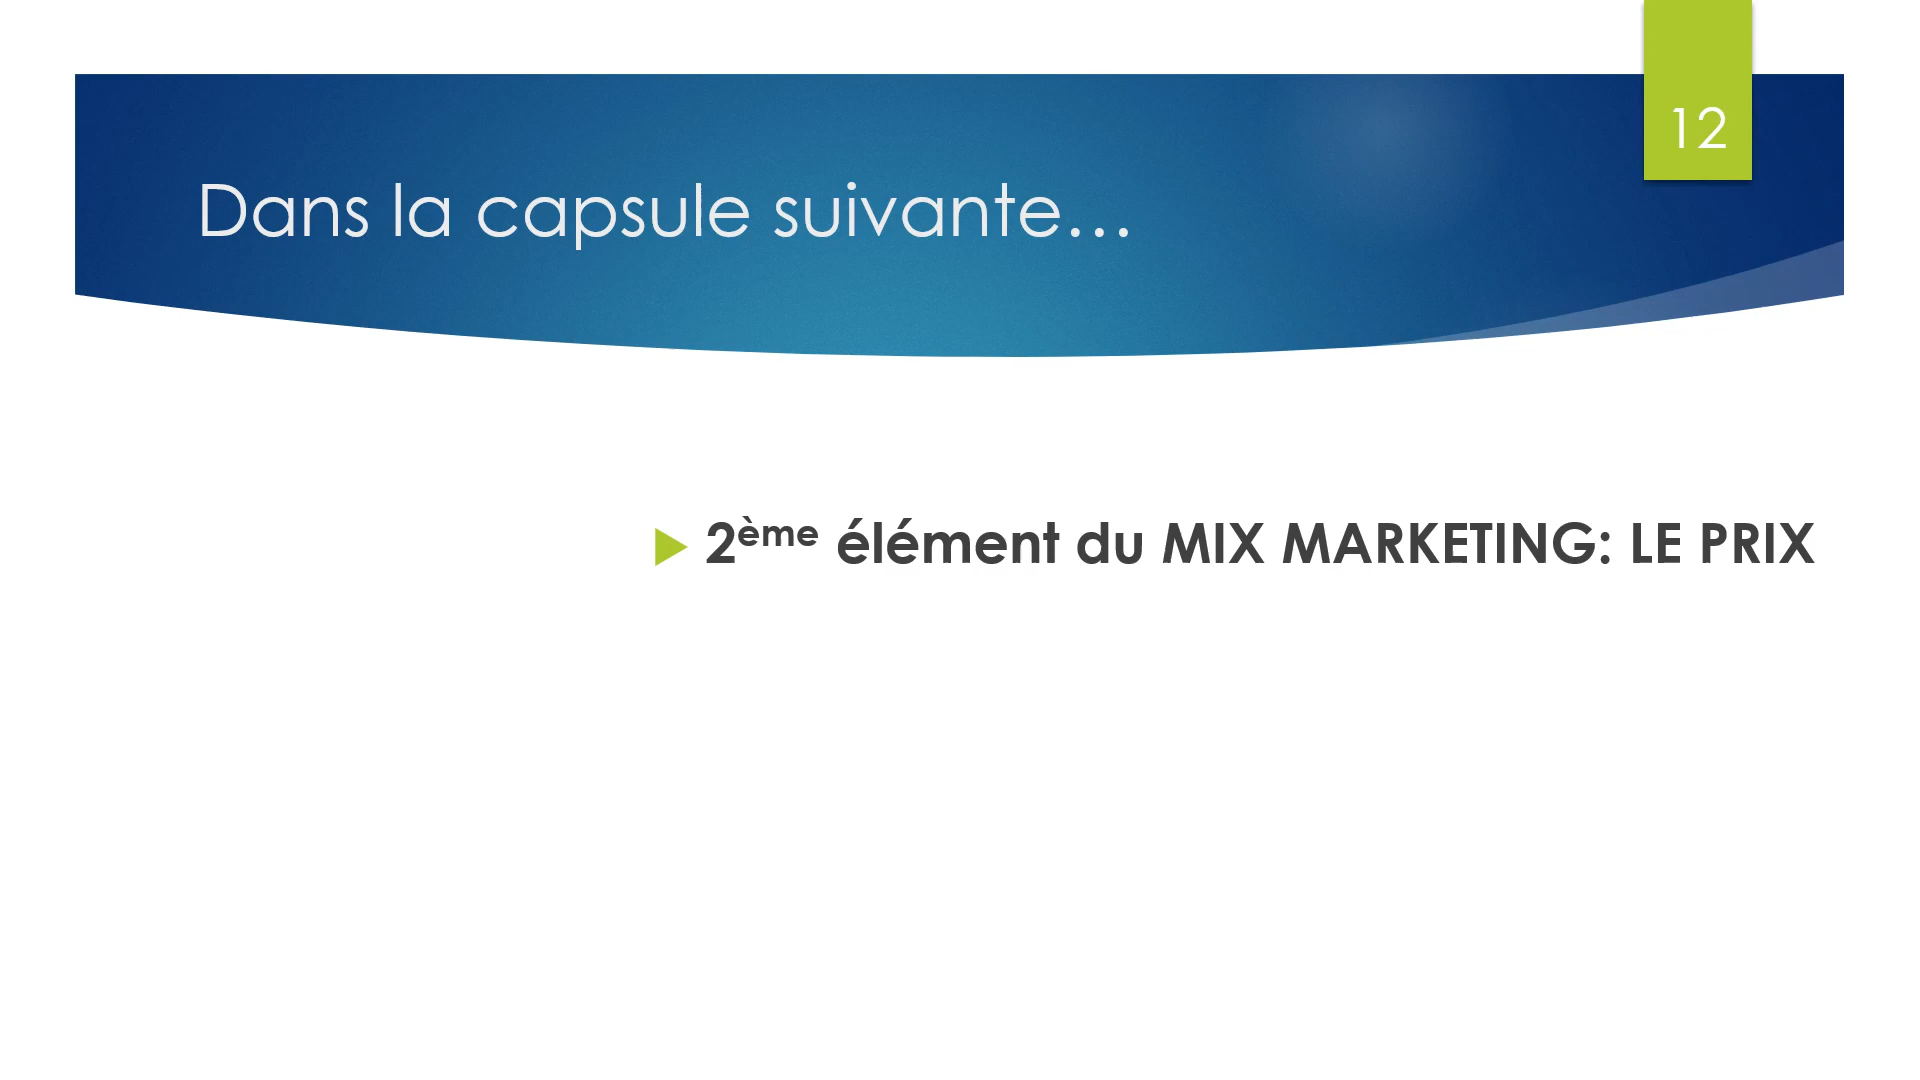 12
Dans la capsule suivante…
2ème élément du MIX MARKETING: LE PRIX